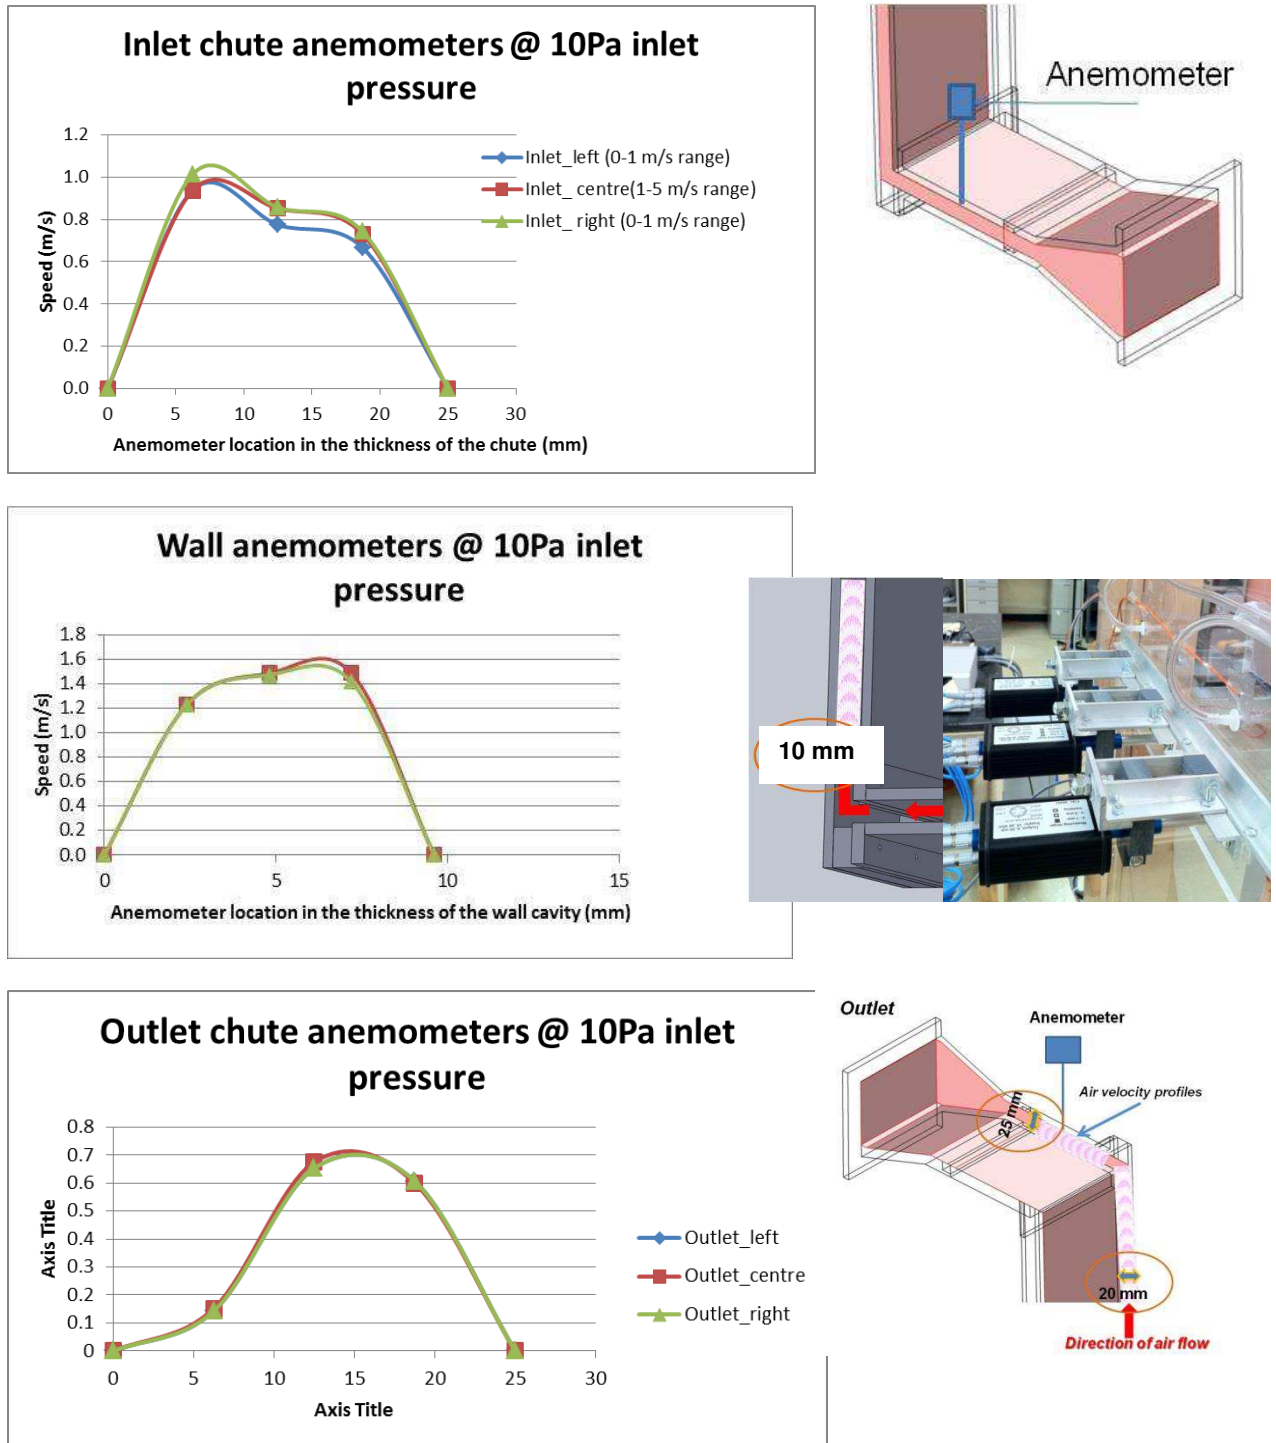 Inlet chute anemometers @ 10Pa inlet
pressure
1.2
1.0
0.8
0.6
0.4
0.2
0.0
Speed (m/s)
0 5 10 15 20 25 30
Anemometer location in the thickness of the chute (mm)
Inlet_left (0-1 m/s range)
Inlet_ centre(1-5 m/s range)
Inlet_ right (0-1 m/s range)
Anemometer
Wall anemometers @ 10Pa inlet
pressure
1.8
1.6
1.4
1.2
1.0
0.8
0.6
0.4
0.2
0.0
Speed (m/s)
0 5 10 15
Anemometer location in the thickness of the wall cavity (mm)
10 mm
Outlet chute anemometers @ 10Pa inlet
pressure
0.8
0.7
0.6
0.5
0.4
0.3
0.2
0.1
0
Axis Title
0 5 10 15 20 25 30
Axis Title
Outlet_left
Outlet_centre
Outlet_right
Outlet
Anemometer
Air velocity profiles
25 mm
20 mm
Direction of air flow